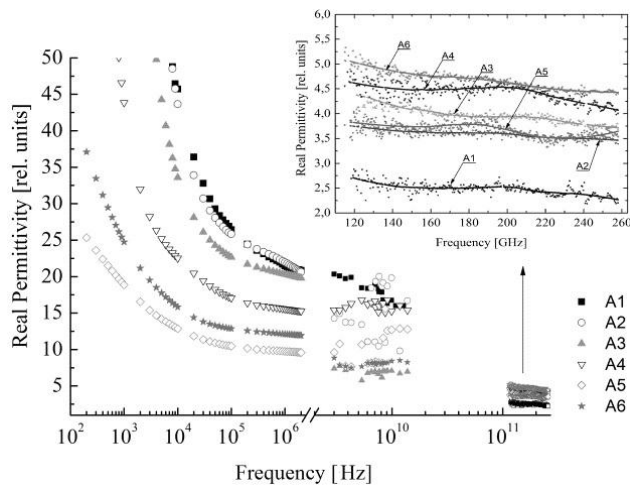 50
45
40
35
30
25
20
15
10
5
Real Permittivity [rel. units]
10² 10³ 10⁴ 10⁵ 10⁶ 10¹⁰ 10¹¹
Frequency [Hz]
5,0
5,5
5,0
4,5
4,0
3,5
3,0
2,5
2,0
Real Permittivity [rel. units]
120 140 160 180 200 220 240 260
Frequency [GHz]
A6
A4
A3
A5
A1
A2
A1
A2
A3
A4
A5
A6